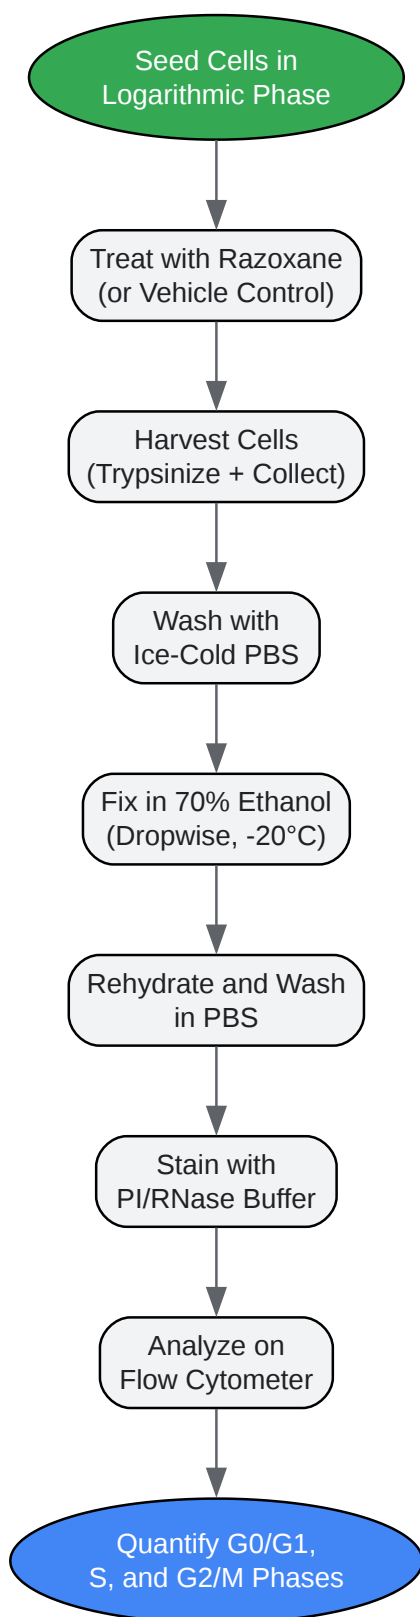 Seed Cells in
Logarithmic Phase
Treat with Razoxane
(or Vehicle Control)
Harvest Cells
(Trypsinize + Collect)
Wash with
Ice-Cold PBS
Fix in 70% Ethanol
(Dropwise, -20°C)
Rehydrate and Wash
in PBS
Stain with
PI/RNase Buffer
Analyze on
Flow Cytometer
Quantify G0/G1,
S, and G2/M Phases